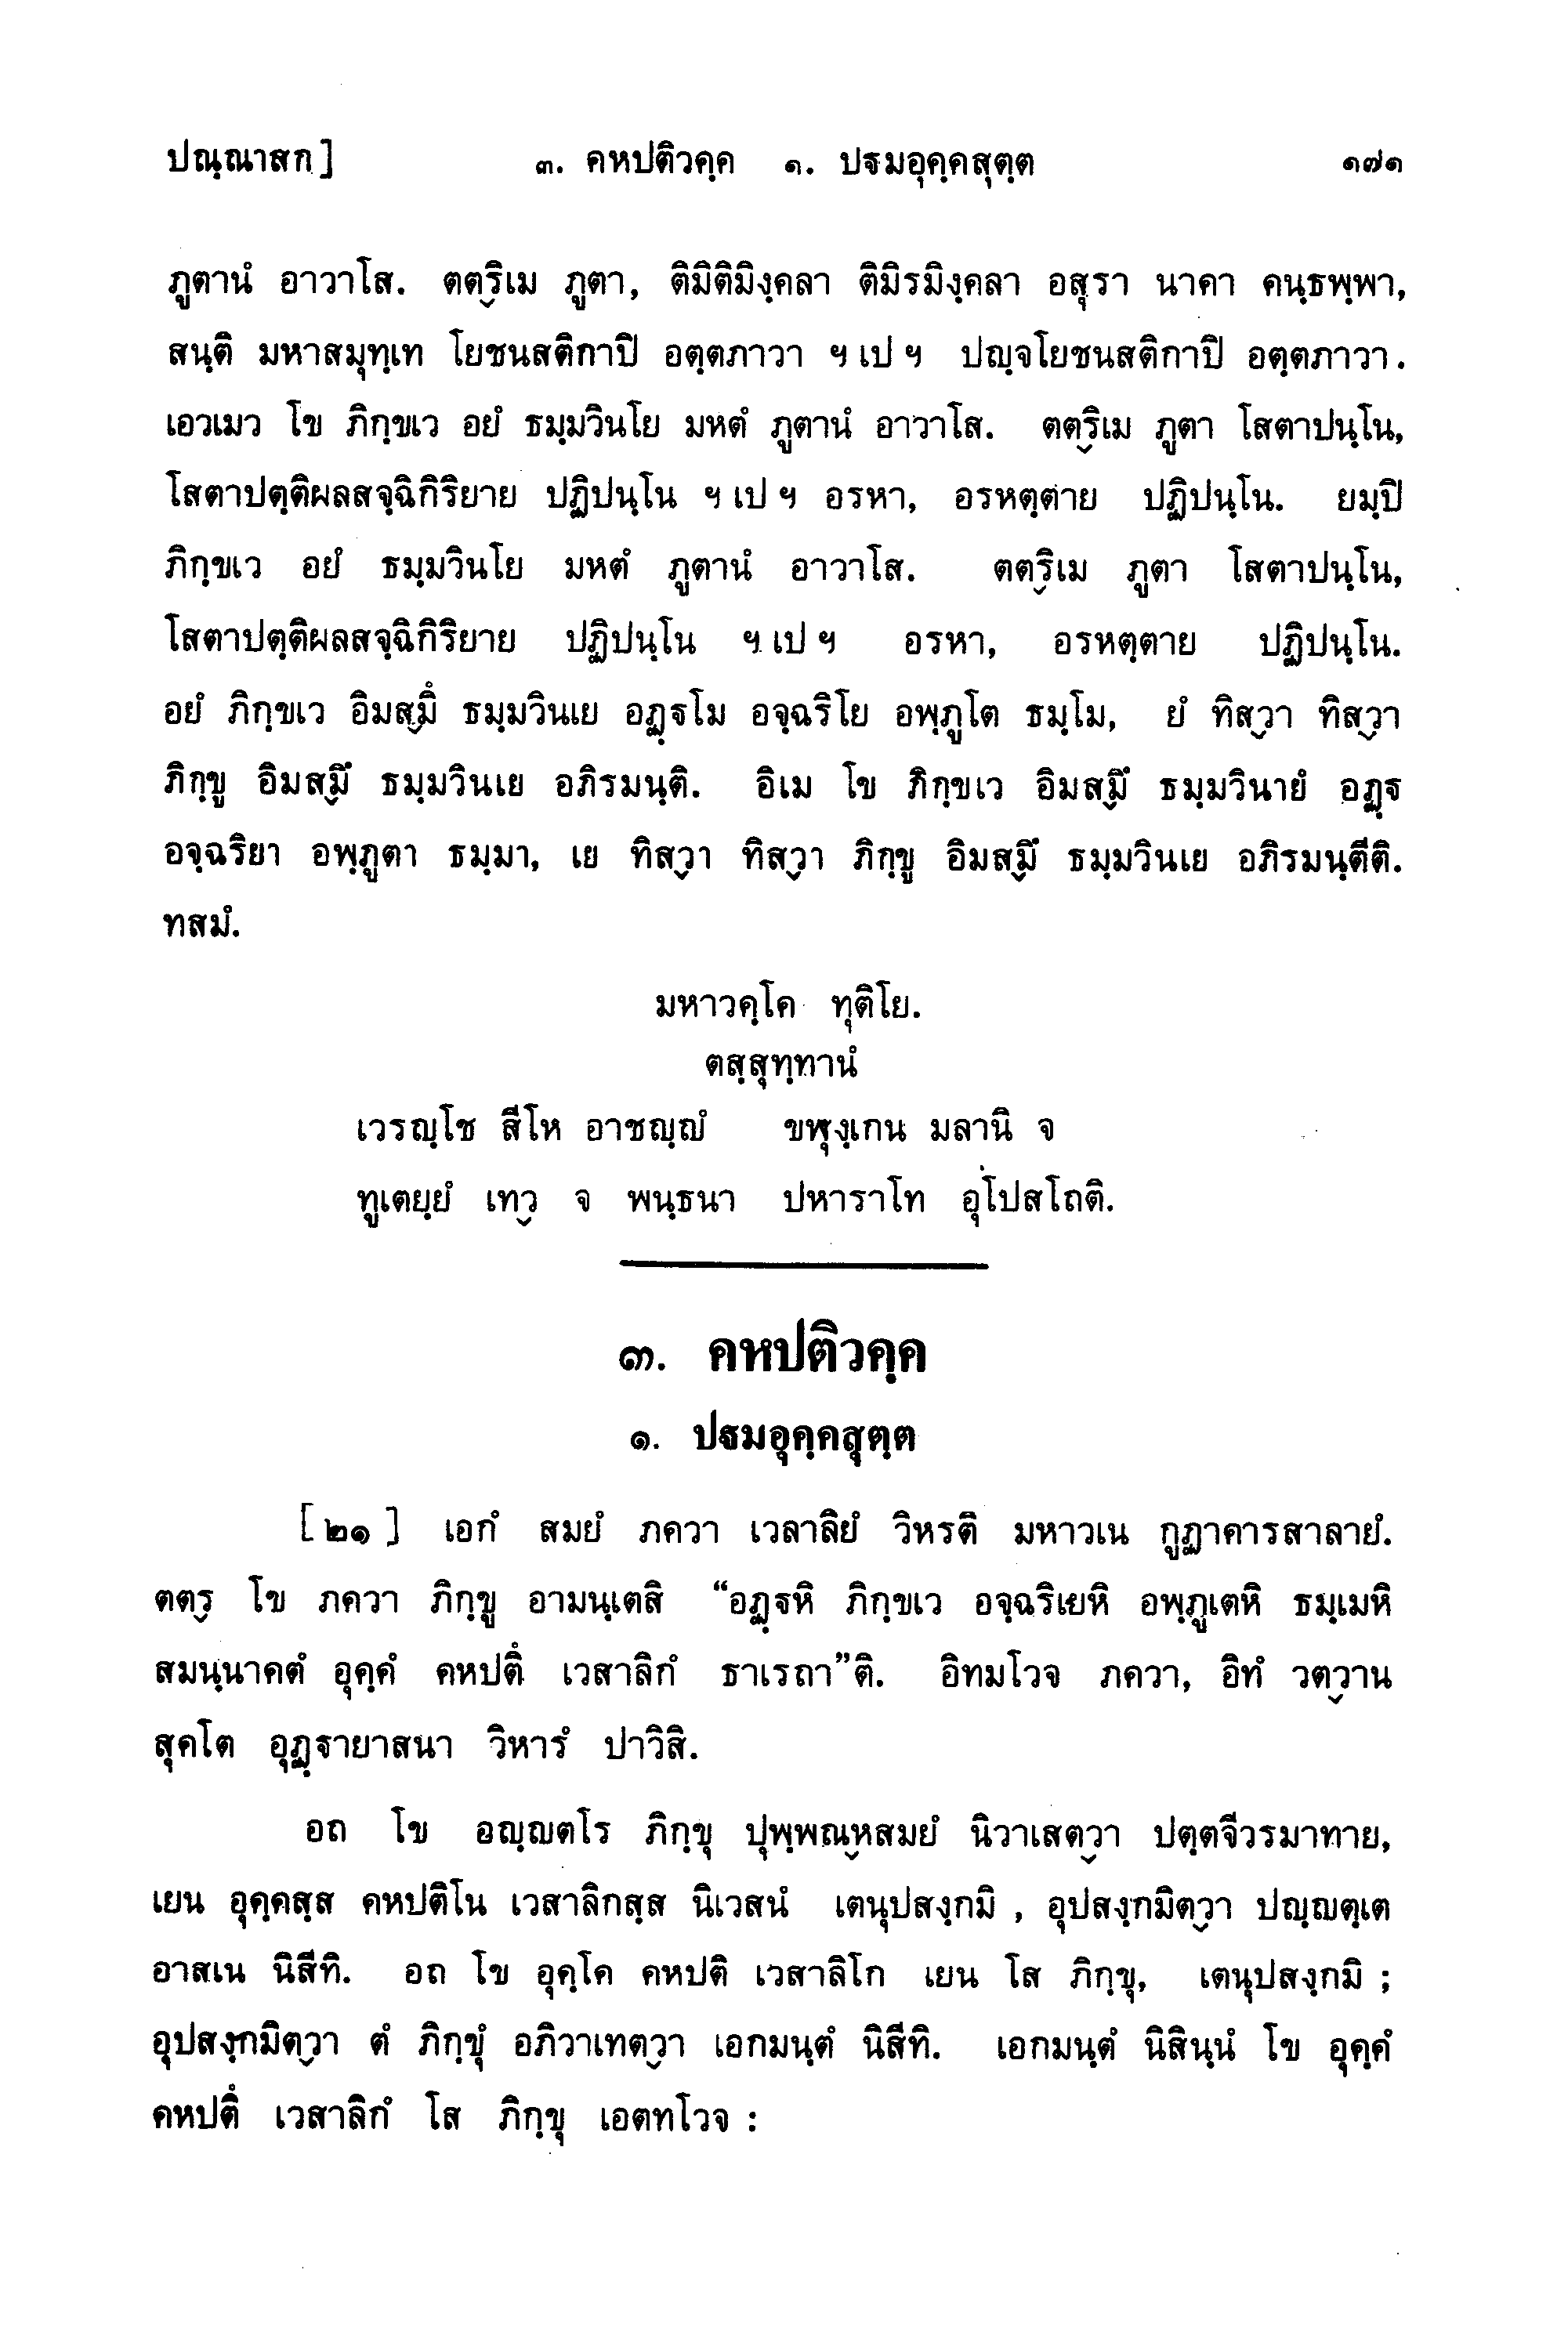 ปณฺณาสก] ๓. คหปติวคฺค ๑. ปฐมอุคฺคสุตฺต ๑๗๑
ภูตานํ อาวาโส. ตตฺริเม ภูตา, ติมิติมิงฺคลา ติมิรมิงฺคลา อสุรา นาคา คนฺธพฺพา,
สนฺติ มหาสมุทฺเท โยชนสติกาปิ อตฺตภาวา ฯ เป ฯ ปญฺจโยชนสติกาปิ อตฺตภาวา.
เอวเมว โข ภิกฺขเว อยํ ธมฺมวินโย มหตํ ภูตานํ อาวาโส. ตตฺริเม ภูตา โสตาปนฺโน,
โสตาปตฺติผลสจฺฉิกิริยาย ปฏิปนฺโน ฯ เป ฯ อรหา, อรหตฺตาย ปฏิปนฺโน. ยมฺปิ
ภิกฺขเว อยํ ธมฺมวินโย มหตํ ภูตานํ อาวาโส. ตตฺริเม ภูตา โสตาปนฺโน,
โสตาปตฺติผลสจฺฉิกิริยาย ปฏิปนฺโน ฯ เป ฯ อรหา, อรหตฺตาย ปฏิปนฺโน.
อยํ ภิกฺขเว อิมสฺมิํ ธมฺมวินเย อฏฺฐโม อจฺฉริโย อพฺภูโต ธมฺโม, ยํ ทิสฺวา ทิสฺวา
ภิกฺขู อิมสฺมึ ธมฺมวินเย อภิรมนฺติ. อิเม โข ภิกฺขเว อิมสฺมึ ธมฺมวินายํ อฏฺฐ
อจฺฉริยา อพฺภูตา ธมฺมา, เย ทิสฺวา ทิสฺวา ภิกฺขู อิมสฺมึ ธมฺมวินเย อภิรมนฺตีติ.
ทสมํ.
มหาวคฺโค ทุติโย.
ตสฺสุทฺทานํ
เวรญฺโช สีโห อาชญฺญํ ขฬุงฺเกน มลานิ จ
ทูเตยฺยํ เทฺว จ พนฺธนา ปหาราโท อุโปสโถติ.
๓. คหปติวคฺค
๑. ปฐมอุคฺคสุตฺต
[๒๑] เอกํ สมยํ ภควา เวลาลิยํ วิหรติ มหาวเน กูฏาคารสาลายํ.
ตตฺร โข ภควา ภิกฺขู อามนฺเตสิ “อฏฺฐหิ ภิกฺขเว อจฺฉริเยหิ อพฺภูเตหิ ธมฺเมหิ
สมนฺนาคตํ อุคฺคํ คหปติํ เวสาลิกํ ธาเรถา”ติ. อิทมโวจ ภควา, อิทํ วตฺวาน
สุคโต อุฏฺฐายาสนา วิหารํ ปาวิสิ.
อถ โข อญฺญตโร ภิกฺขุ ปุพฺพณฺหสมยํ นิวาเสตฺวา ปตฺตจีวรมาทาย,
เยน อุคฺคสฺส คหปติโน เวสาลิกสฺส นิเวสนํ เตนุปสงฺกมิ , อุปสงฺกมิตฺวา ปญฺญตฺเต
อาสเน นิสีทิ. อถ โข อุคฺโค คหปติ เวสาลิโก เยน โส ภิกฺขุ, เตนุปสงฺกมิ ;
อุปสงฺกมิตฺวา ตํ ภิกฺขุํ อภิวาเทตฺวา เอกมนฺตํ นิสีทิ. เอกมนฺตํ นิสินฺนํ โข อุคฺคํ
คหปติํ เวสาลิกํ โส ภิกฺขุ เอตทโวจ :